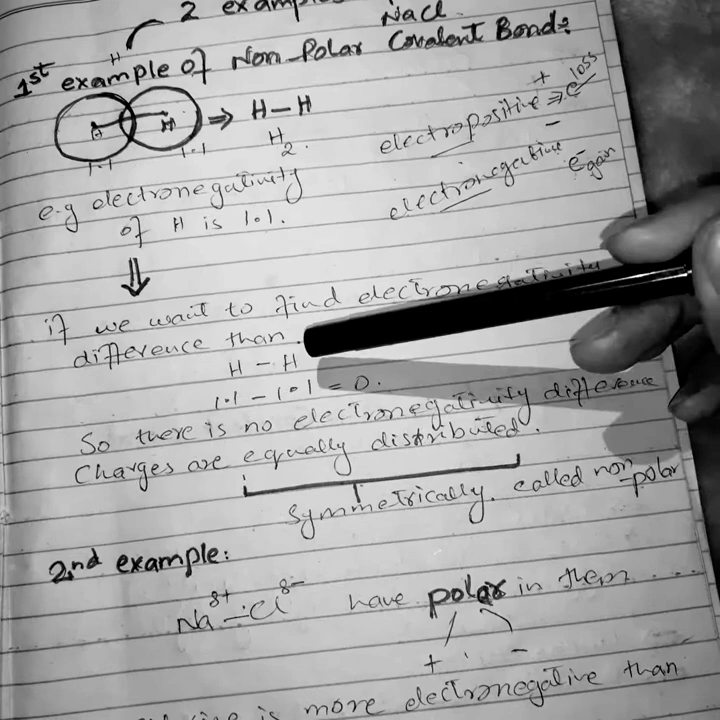 2 examples
NaCl
H
1st example of Non-Polar Covalent Bond:
H H ⇒ H-H
1.1 1.1 H2.
electropositive + ⇒ e loss
electronegative - e gain
e.g electronegativity
of H is 1.1.
⇓
if we want to find electronegativity
difference than
H - H
1.1 - 1.1 = 0.
So there is no electronegativity difference
Charges are equally distributed.
Symmetrically. called non-polar
2nd example:
Na δ+ - Cl δ- have polar in them....
+ -
is more electronegative than